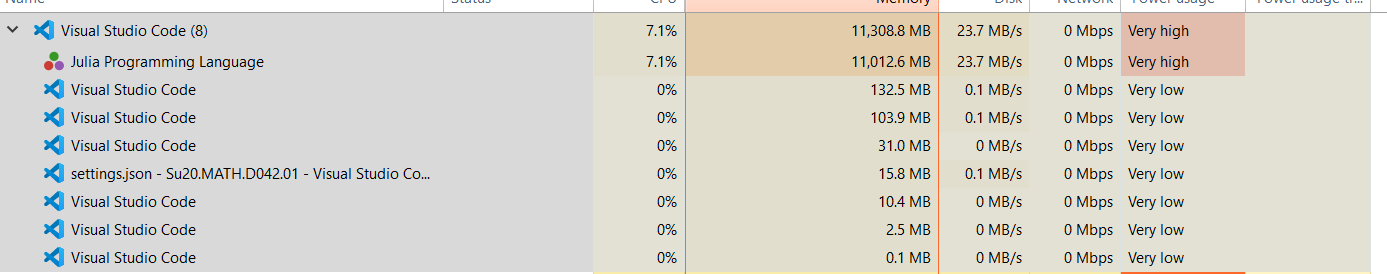 Name Status CPU Memory Disk Network Power usage Power usage tr...
Visual Studio Code (8) 7.1% 11,308.8 MB 23.7 MB/s 0 Mbps Very high
Julia Programming Language 7.1% 11,012.6 MB 23.7 MB/s 0 Mbps Very high
Visual Studio Code 0% 132.5 MB 0.1 MB/s 0 Mbps Very low
Visual Studio Code 0% 103.9 MB 0.1 MB/s 0 Mbps Very low
Visual Studio Code 0% 31.0 MB 0 MB/s 0 Mbps Very low
settings.json - Su20.MATH.D042.01 - Visual Studio Co... 0% 15.8 MB 0.1 MB/s 0 Mbps Very low
Visual Studio Code 0% 10.4 MB 0 MB/s 0 Mbps Very low
Visual Studio Code 0% 2.5 MB 0 MB/s 0 Mbps Very low
Visual Studio Code 0% 0.1 MB 0 MB/s 0 Mbps Very low